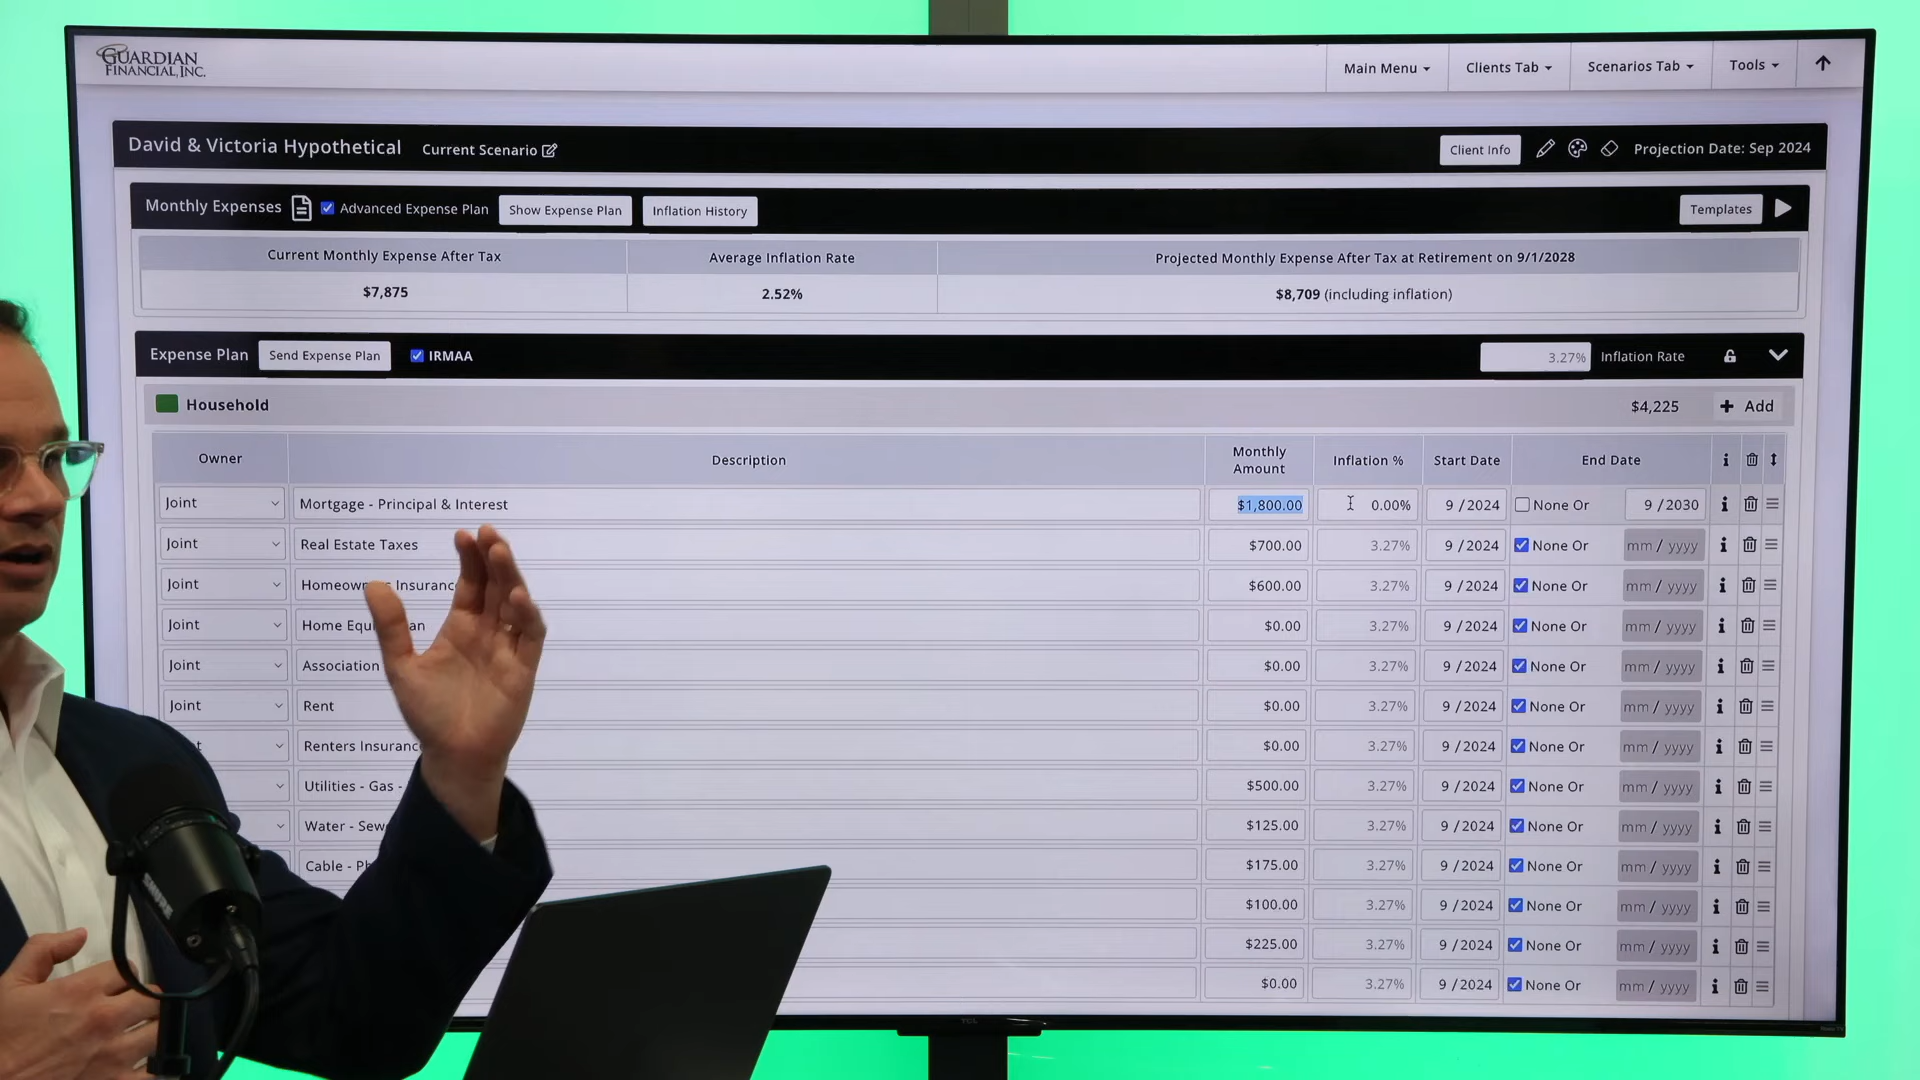 GUARDIAN
FINANCIAL, INC.
Main Menu
Clients Tab
Scenarios Tab
Tools
David & Victoria Hypothetical
Current Scenario
Client Info
Projection Date: Sep 2024
Monthly Expenses
Advanced Expense Plan
Show Expense Plan
Inflation History
Templates
Current Monthly Expense After Tax
Average Inflation Rate
Projected Monthly Expense After Tax at Retirement on 9/1/2028
$7,875
2.52%
$8,709 (including inflation)
Expense Plan
Send Expense Plan
IRMAA
3.27%
Inflation Rate
Household
$4,225
+ Add
Owner
Description
Monthly
Amount
Inflation %
Start Date
End Date
Joint Mortgage - Principal & Interest $1,800.00 0.00% 9 / 2024 None Or 9 / 2030
Joint Real Estate Taxes $700.00 3.27% 9 / 2024 None Or mm / yyyy
Joint Insurance $600.00 3.27% 9 / 2024 None Or mm / yyyy
Joint Home $0.00 3.27% 9 / 2024 None Or mm / yyyy
Joint Association $0.00 3.27% 9 / 2024 None Or mm / yyyy
Joint Rent $0.00 3.27% 9 / 2024 None Or mm / yyyy
Renters $0.00 3.27% 9 / 2024 None Or mm / yyyy
Utilities - Gas - $500.00 3.27% 9 / 2024 None Or mm / yyyy
Water - $125.00 3.27% 9 / 2024 None Or mm / yyyy
Cable - $175.00 3.27% 9 / 2024 None Or mm / yyyy
$100.00 3.27% 9 / 2024 None Or mm / yyyy
$225.00 3.27% 9 / 2024 None Or mm / yyyy
$0.00 3.27% 9 / 2024 None Or mm / yyyy
SHURE
TCL